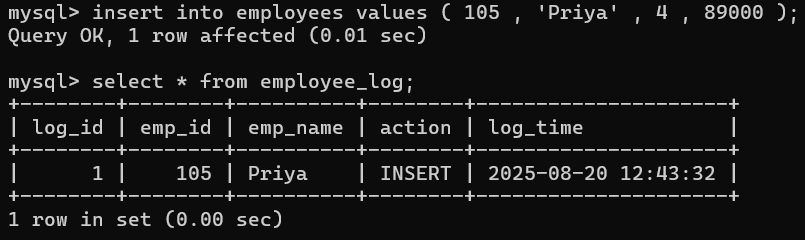 mysql> insert into employees values ( 105 , 'Priya' , 4 , 89000 );
Query OK, 1 row affected (0.01 sec)
mysql> select * from employee_log;
+--------+--------+----------+--------+---------------------+
| log_id | emp_id | emp_name | action | log_time            |
+--------+--------+----------+--------+---------------------+
|      1 |    105 | Priya    | INSERT | 2025-08-20 12:43:32 |
+--------+--------+----------+--------+---------------------+
1 row in set (0.00 sec)